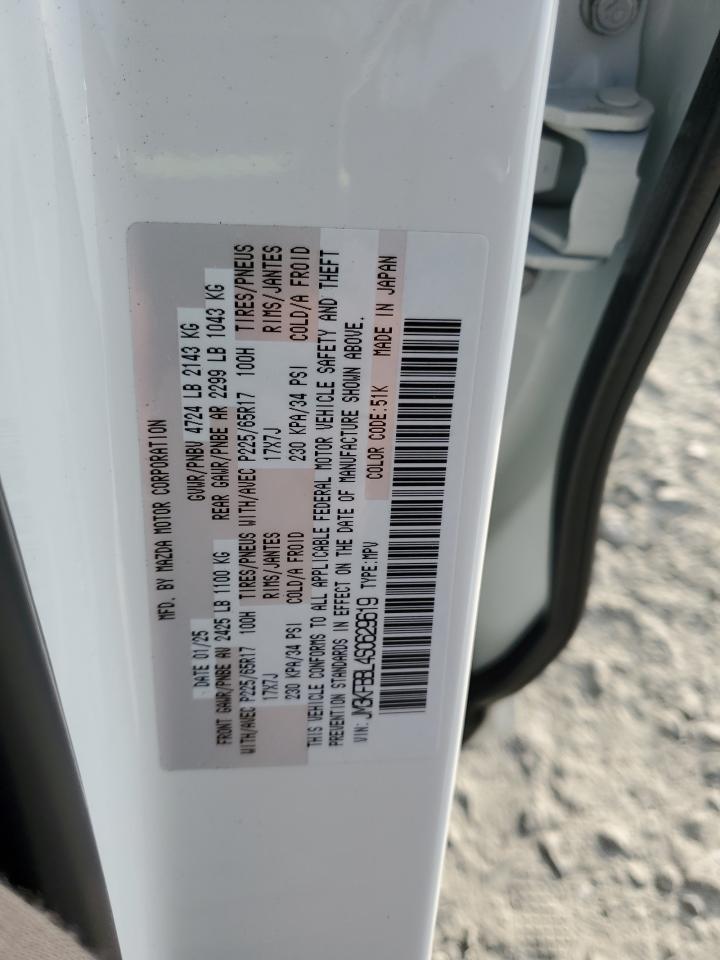 MFD. BY MAZDA MOTOR CORPORATION
DATE 01/25 GVWR/PNBV 4724 LB 2143 KG
FRONT GAWR/PNBE AV 2425 LB 1100 KG REAR GAWR/PNBE AR 2299 LB 1043 KG
WITH/AVEC P225/65R17 100H TIRES/PNEUS WITH/AVEC P225/65R17 100H TIRES/PNEUS
17X7J RIMS/JANTES 17X7J RIMS/JANTES
230 KPA/34 PSI COLD/A FROID 230 KPA/34 PSI COLD/A FROID
THIS VEHICLE CONFORMS TO ALL APPLICABLE FEDERAL MOTOR VEHICLE SAFETY AND THEFT
PREVENTION STANDARDS IN EFFECT ON THE DATE OF MANUFACTURE SHOWN ABOVE.
VIN: JM3KFBBL4S0629619 TYPE:MPV COLOR CODE:51K MADE IN JAPAN